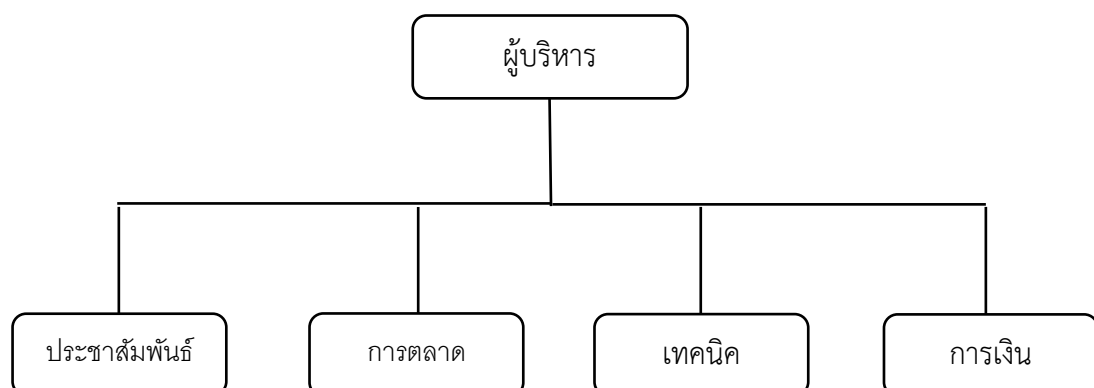 ผู้บริหาร
ประชาสัมพันธ์
การตลาด
เทคนิค
การเงิน